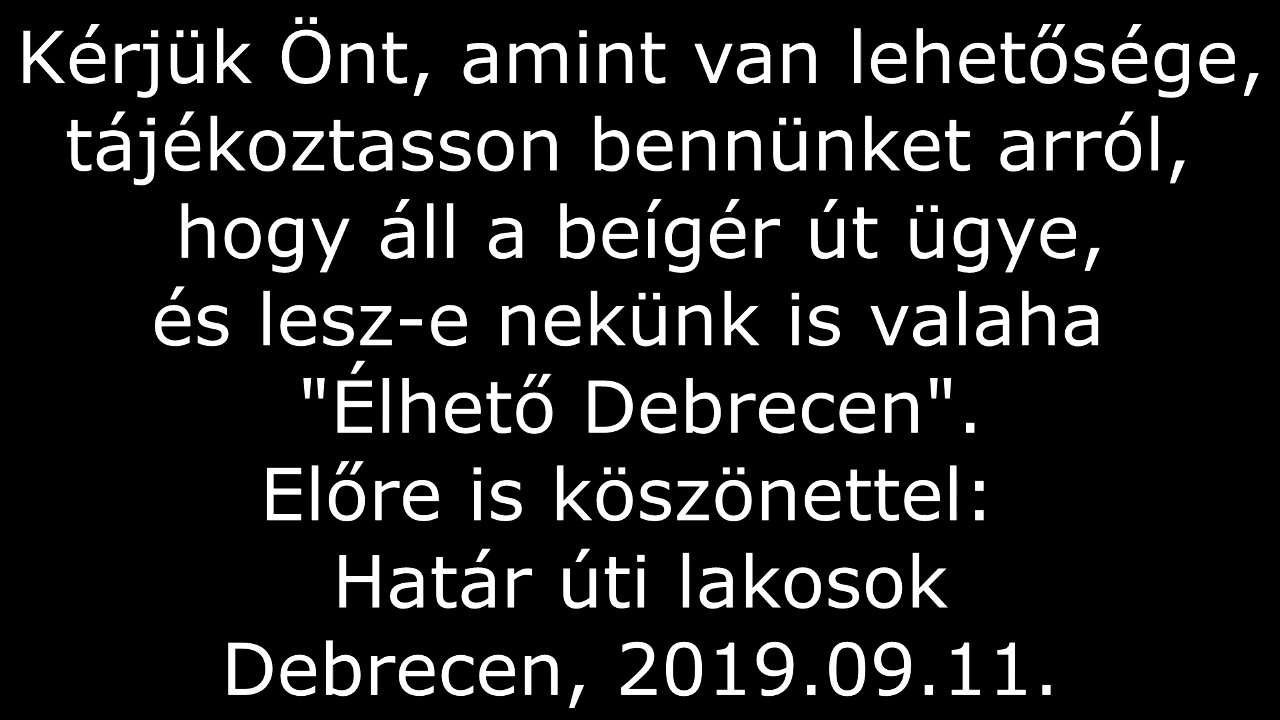 Kérjük Önt, amint van lehetősége,
tájékoztasson bennünket arról,
hogy áll a beígér út ügye,
és lesz-e nekünk is valaha
"Élhető Debrecen".
Előre is köszönettel:
Határ úti lakosok
Debrecen, 2019.09.11.